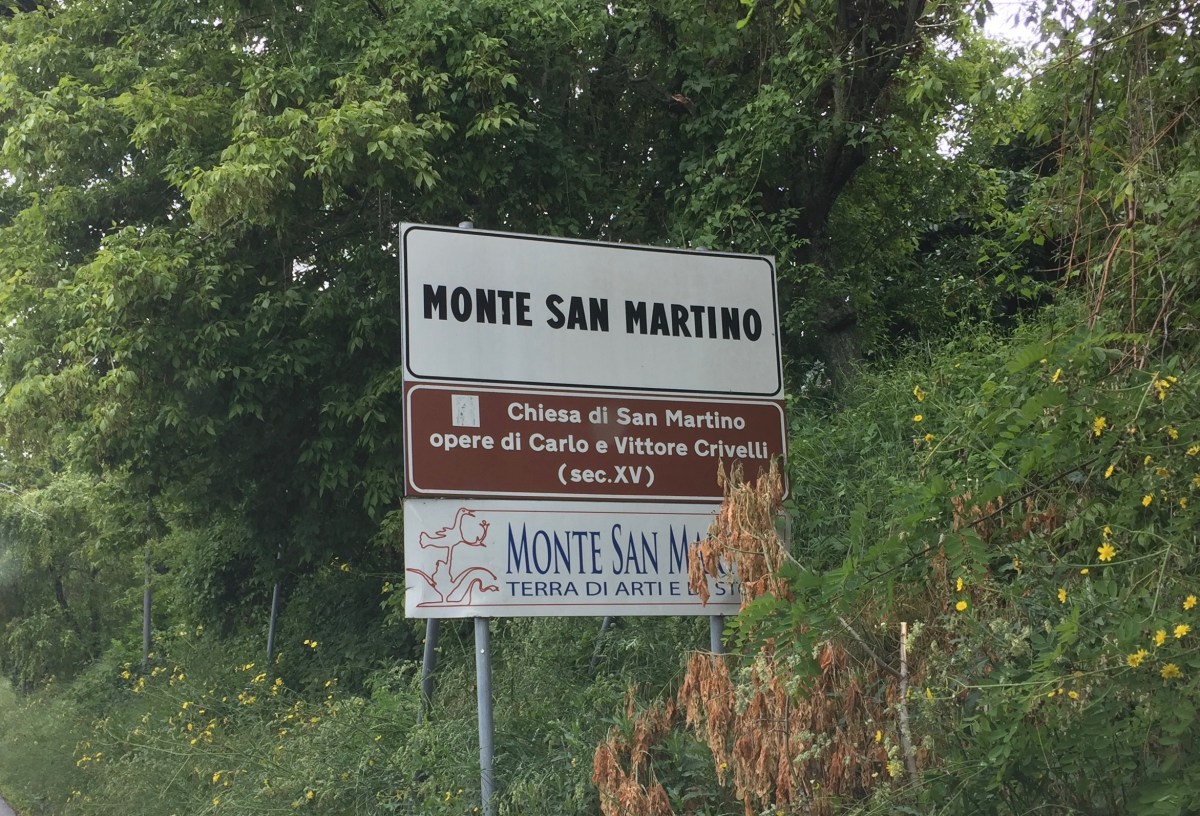 MONTE SAN MARTINO
Chiesa di San Martino
opere di Carlo e Vittore Crivelli
(sec.XV)
MONTE SAN
TERRA DI ARTI E